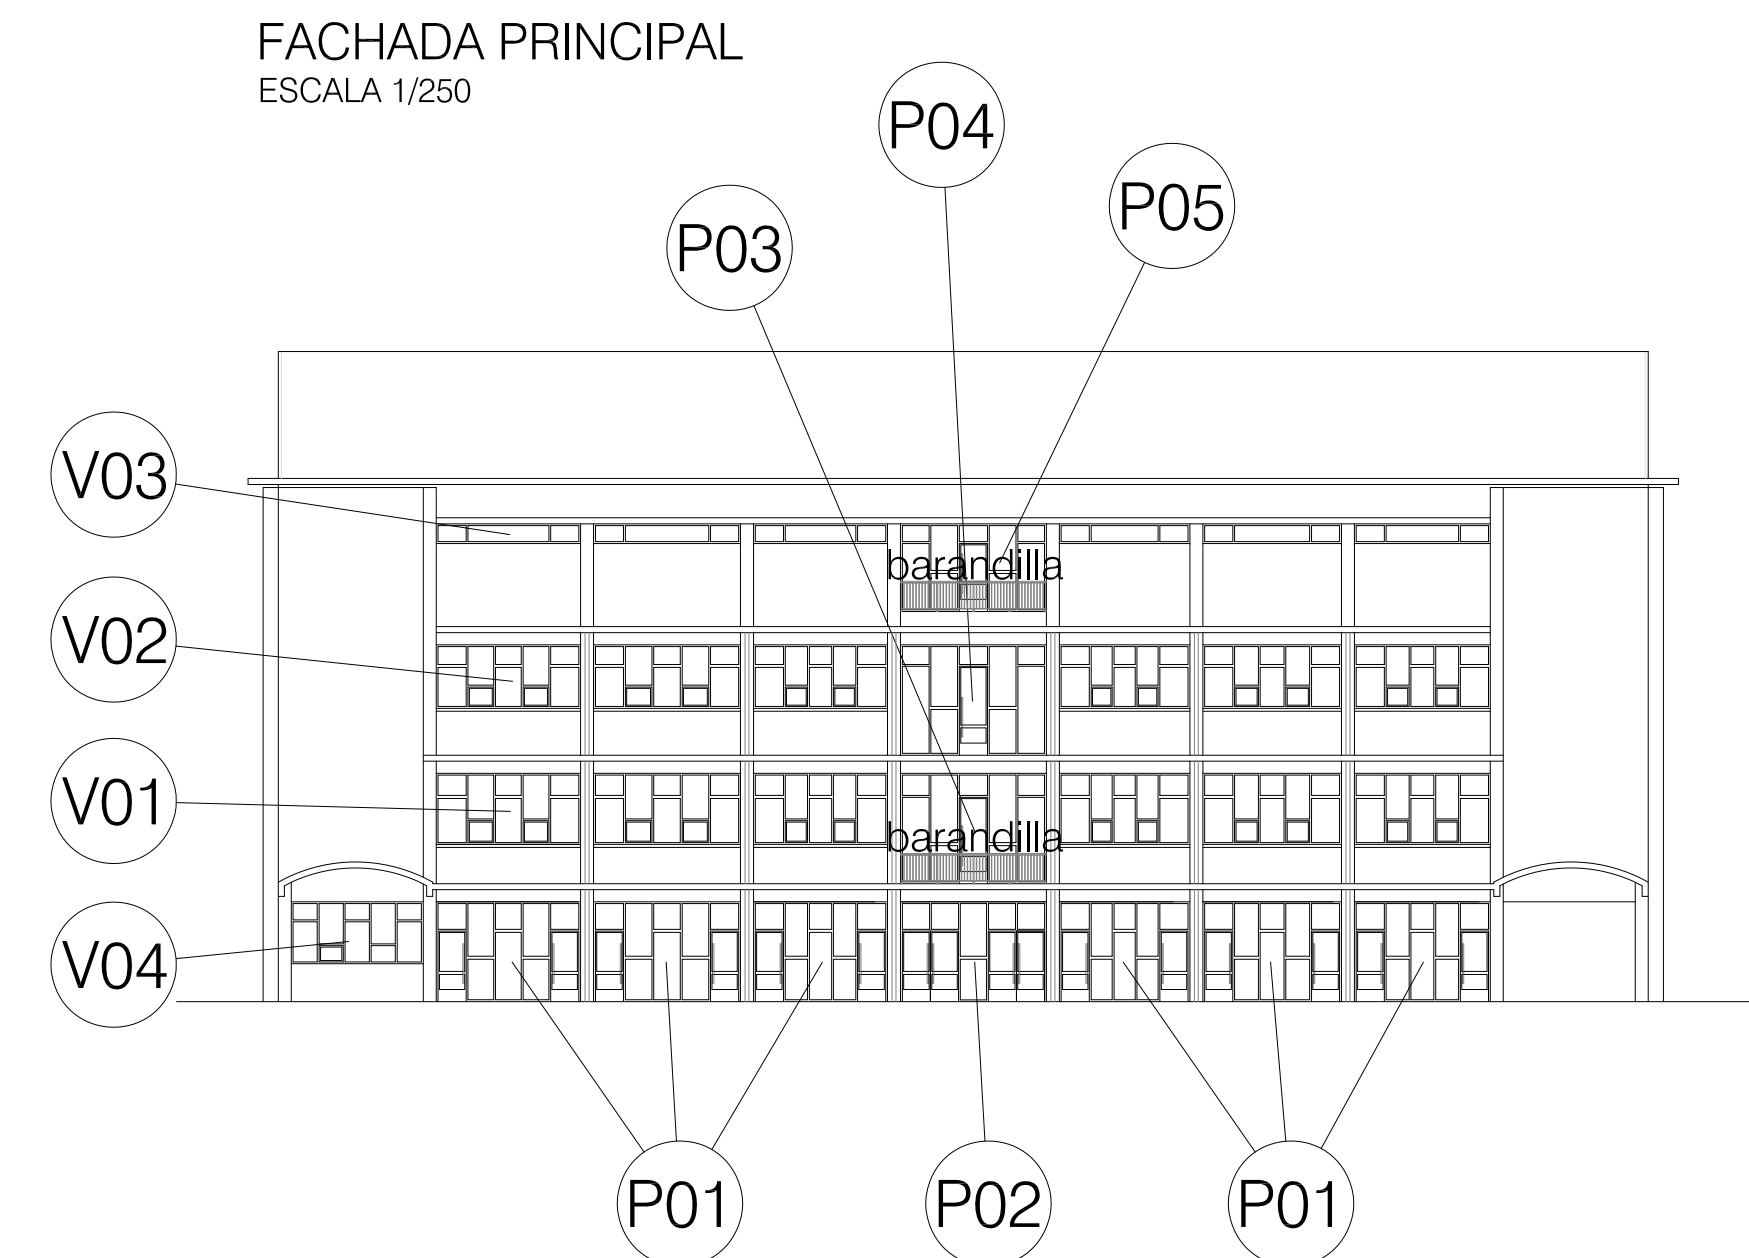 FACHADA PRINCIPAL
ESCALA 1/250
P04
P05
P03
V03
barandilla
V02
V01
barandilla
V04
P01
P02
P01